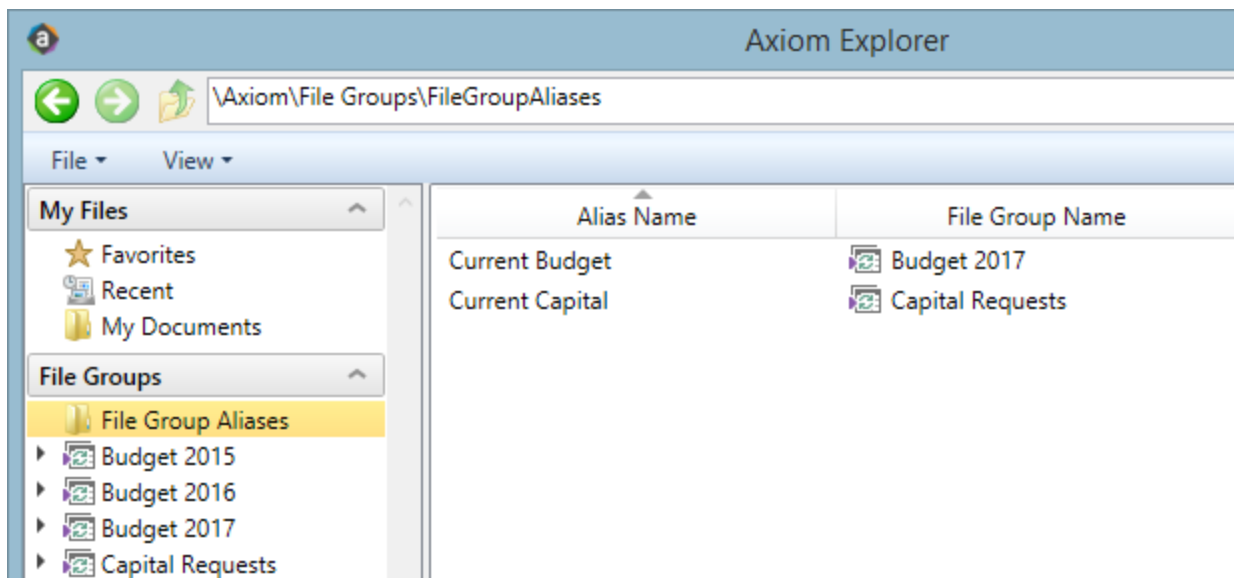 a Axiom Explorer
\Axiom\File Groups\FileGroupAliases
File View
My Files
Favorites
Recent
My Documents
File Groups
File Group Aliases
Budget 2015
Budget 2016
Budget 2017
Capital Requests
Alias Name File Group Name
Current Budget Budget 2017
Current Capital Capital Requests